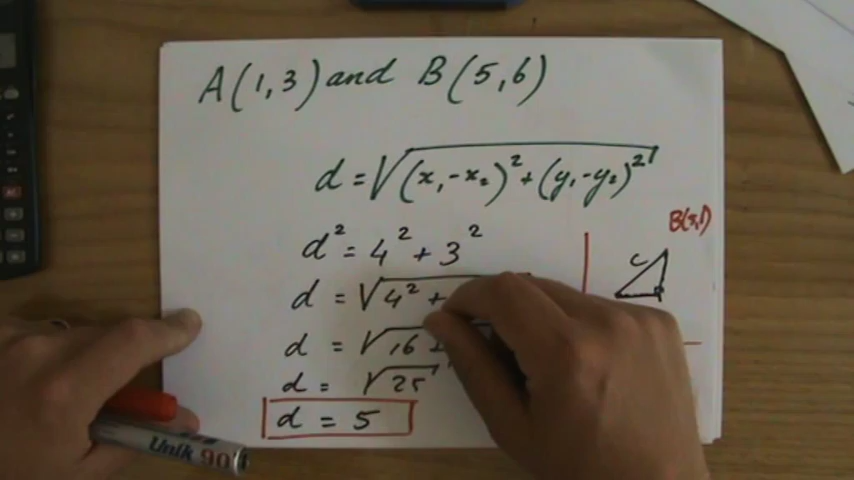 A(1,3) and B(5,6)
d = √(x₁-x₂)² + (y₁-y₂)²
d² = 4² + 3²
d = √4² +
d = √16 +
d = √25
d = 5
c
Unik 90